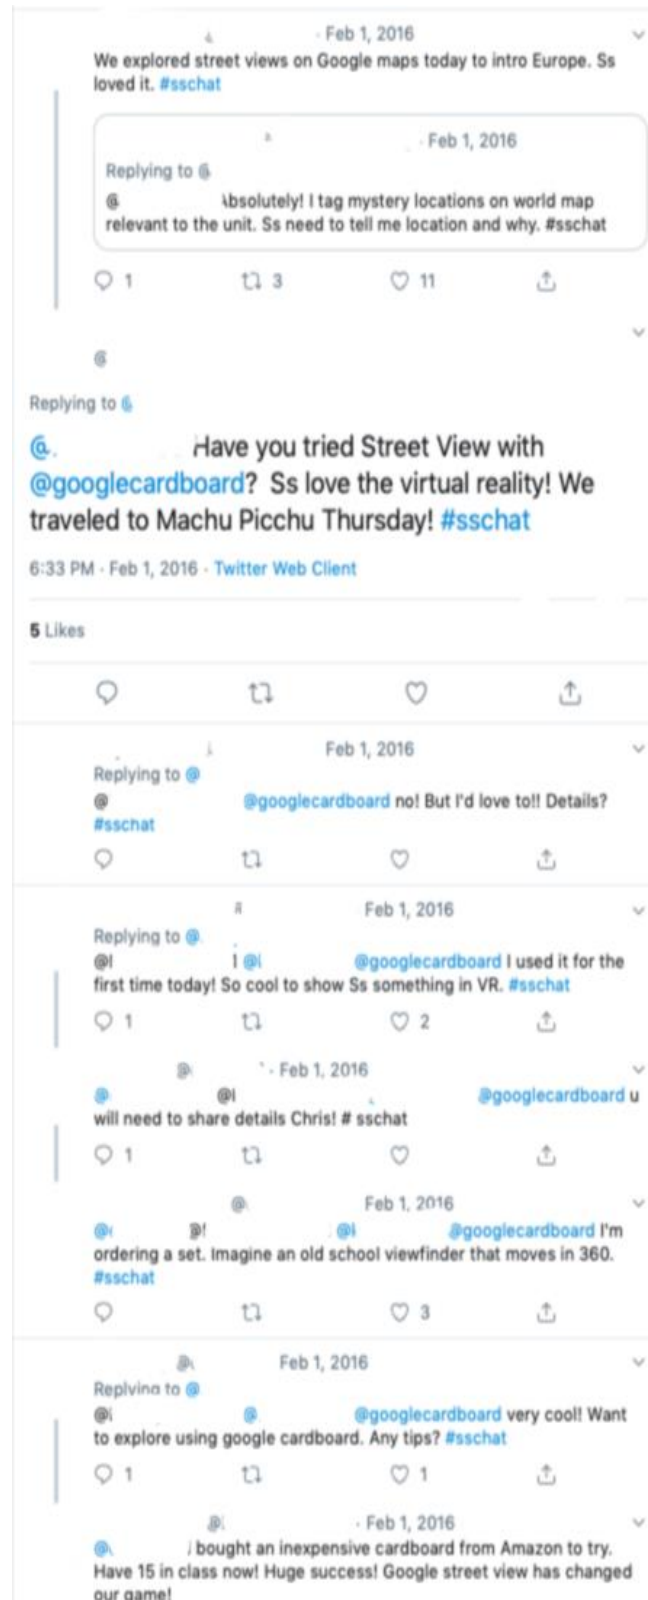 · Feb 1, 2016
We explored street views on Google maps today to intro Europe. Ss
loved it. #sschat
· Feb 1, 2016
Replying to @
@ Absolutely! I tag mystery locations on world map
relevant to the unit. Ss need to tell me location and why. #sschat
1 3 11
@
Replying to @
@ Have you tried Street View with
@googlecardboard? Ss love the virtual reality! We
traveled to Machu Picchu Thursday! #sschat
6:33 PM · Feb 1, 2016 · Twitter Web Client
5 Likes
Feb 1, 2016
Replying to @
@ @googlecardboard no! But I'd love to!! Details?
#sschat
Feb 1, 2016
Replying to @
@ @ @googlecardboard I used it for the
first time today! So cool to show Ss something in VR. #sschat
1 2
@ · Feb 1, 2016
@ @ @googlecardboard u
will need to share details Chris! # sschat
1
@ Feb 1, 2016
@ @ @ @googlecardboard I'm
ordering a set. Imagine an old school viewfinder that moves in 360.
#sschat
3
@ Feb 1, 2016
Replying to @
@ @ @googlecardboard very cool! Want
to explore using google cardboard. Any tips? #sschat
1 1
@ · Feb 1, 2016
@ bought an inexpensive cardboard from Amazon to try.
Have 15 in class now! Huge success! Google street view has changed
our game!